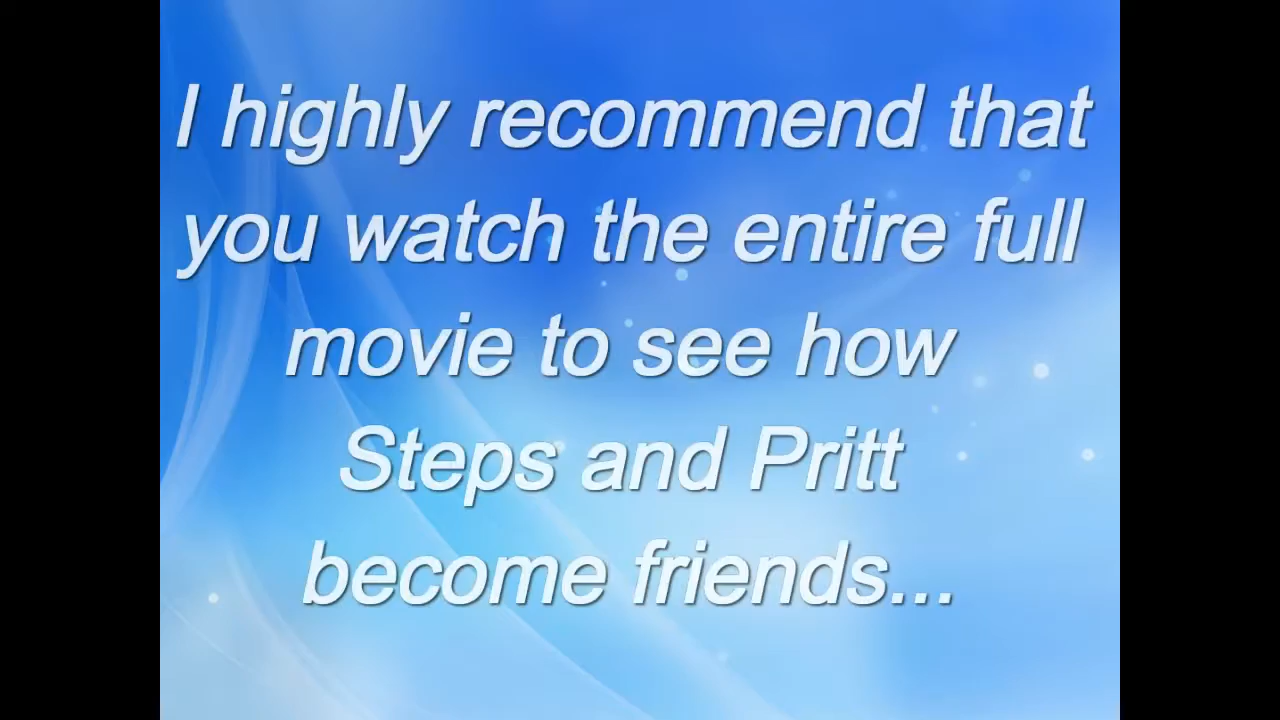 I highly recommend that
you watch the entire full
movie to see how
Steps and Pritt
become friends...